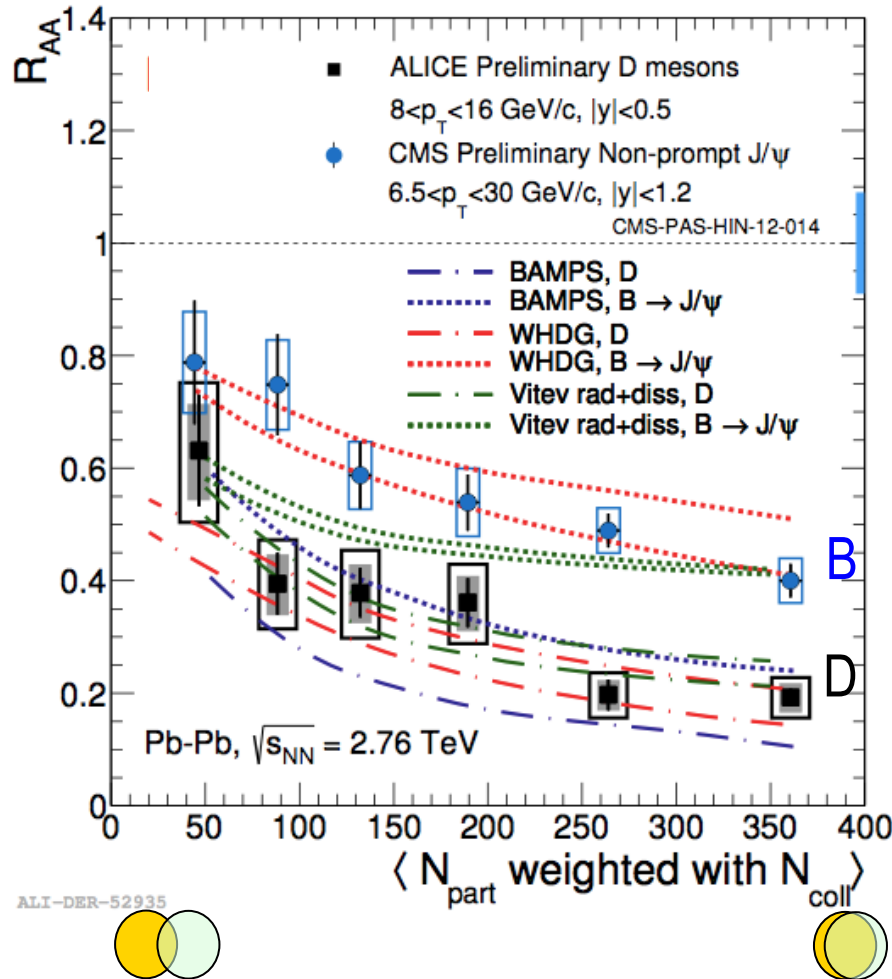 R_AA
1.4
1.2
1
0.8
0.6
0.4
0.2
0
ALICE Preliminary D mesons
8<p_T<16 GeV/c, |y|<0.5
CMS Preliminary Non-prompt J/ψ
6.5<p_T<30 GeV/c, |y|<1.2
CMS-PAS-HIN-12-014
BAMPS, D
BAMPS, B → J/ψ
WHDG, D
WHDG, B → J/ψ
Vitev rad+diss, D
Vitev rad+diss, B → J/ψ
B
D
Pb-Pb, √s_NN = 2.76 TeV
0 50 100 150 200 250 300 350 400
⟨ N_part weighted with N_coll ⟩
ALI-DER-52935